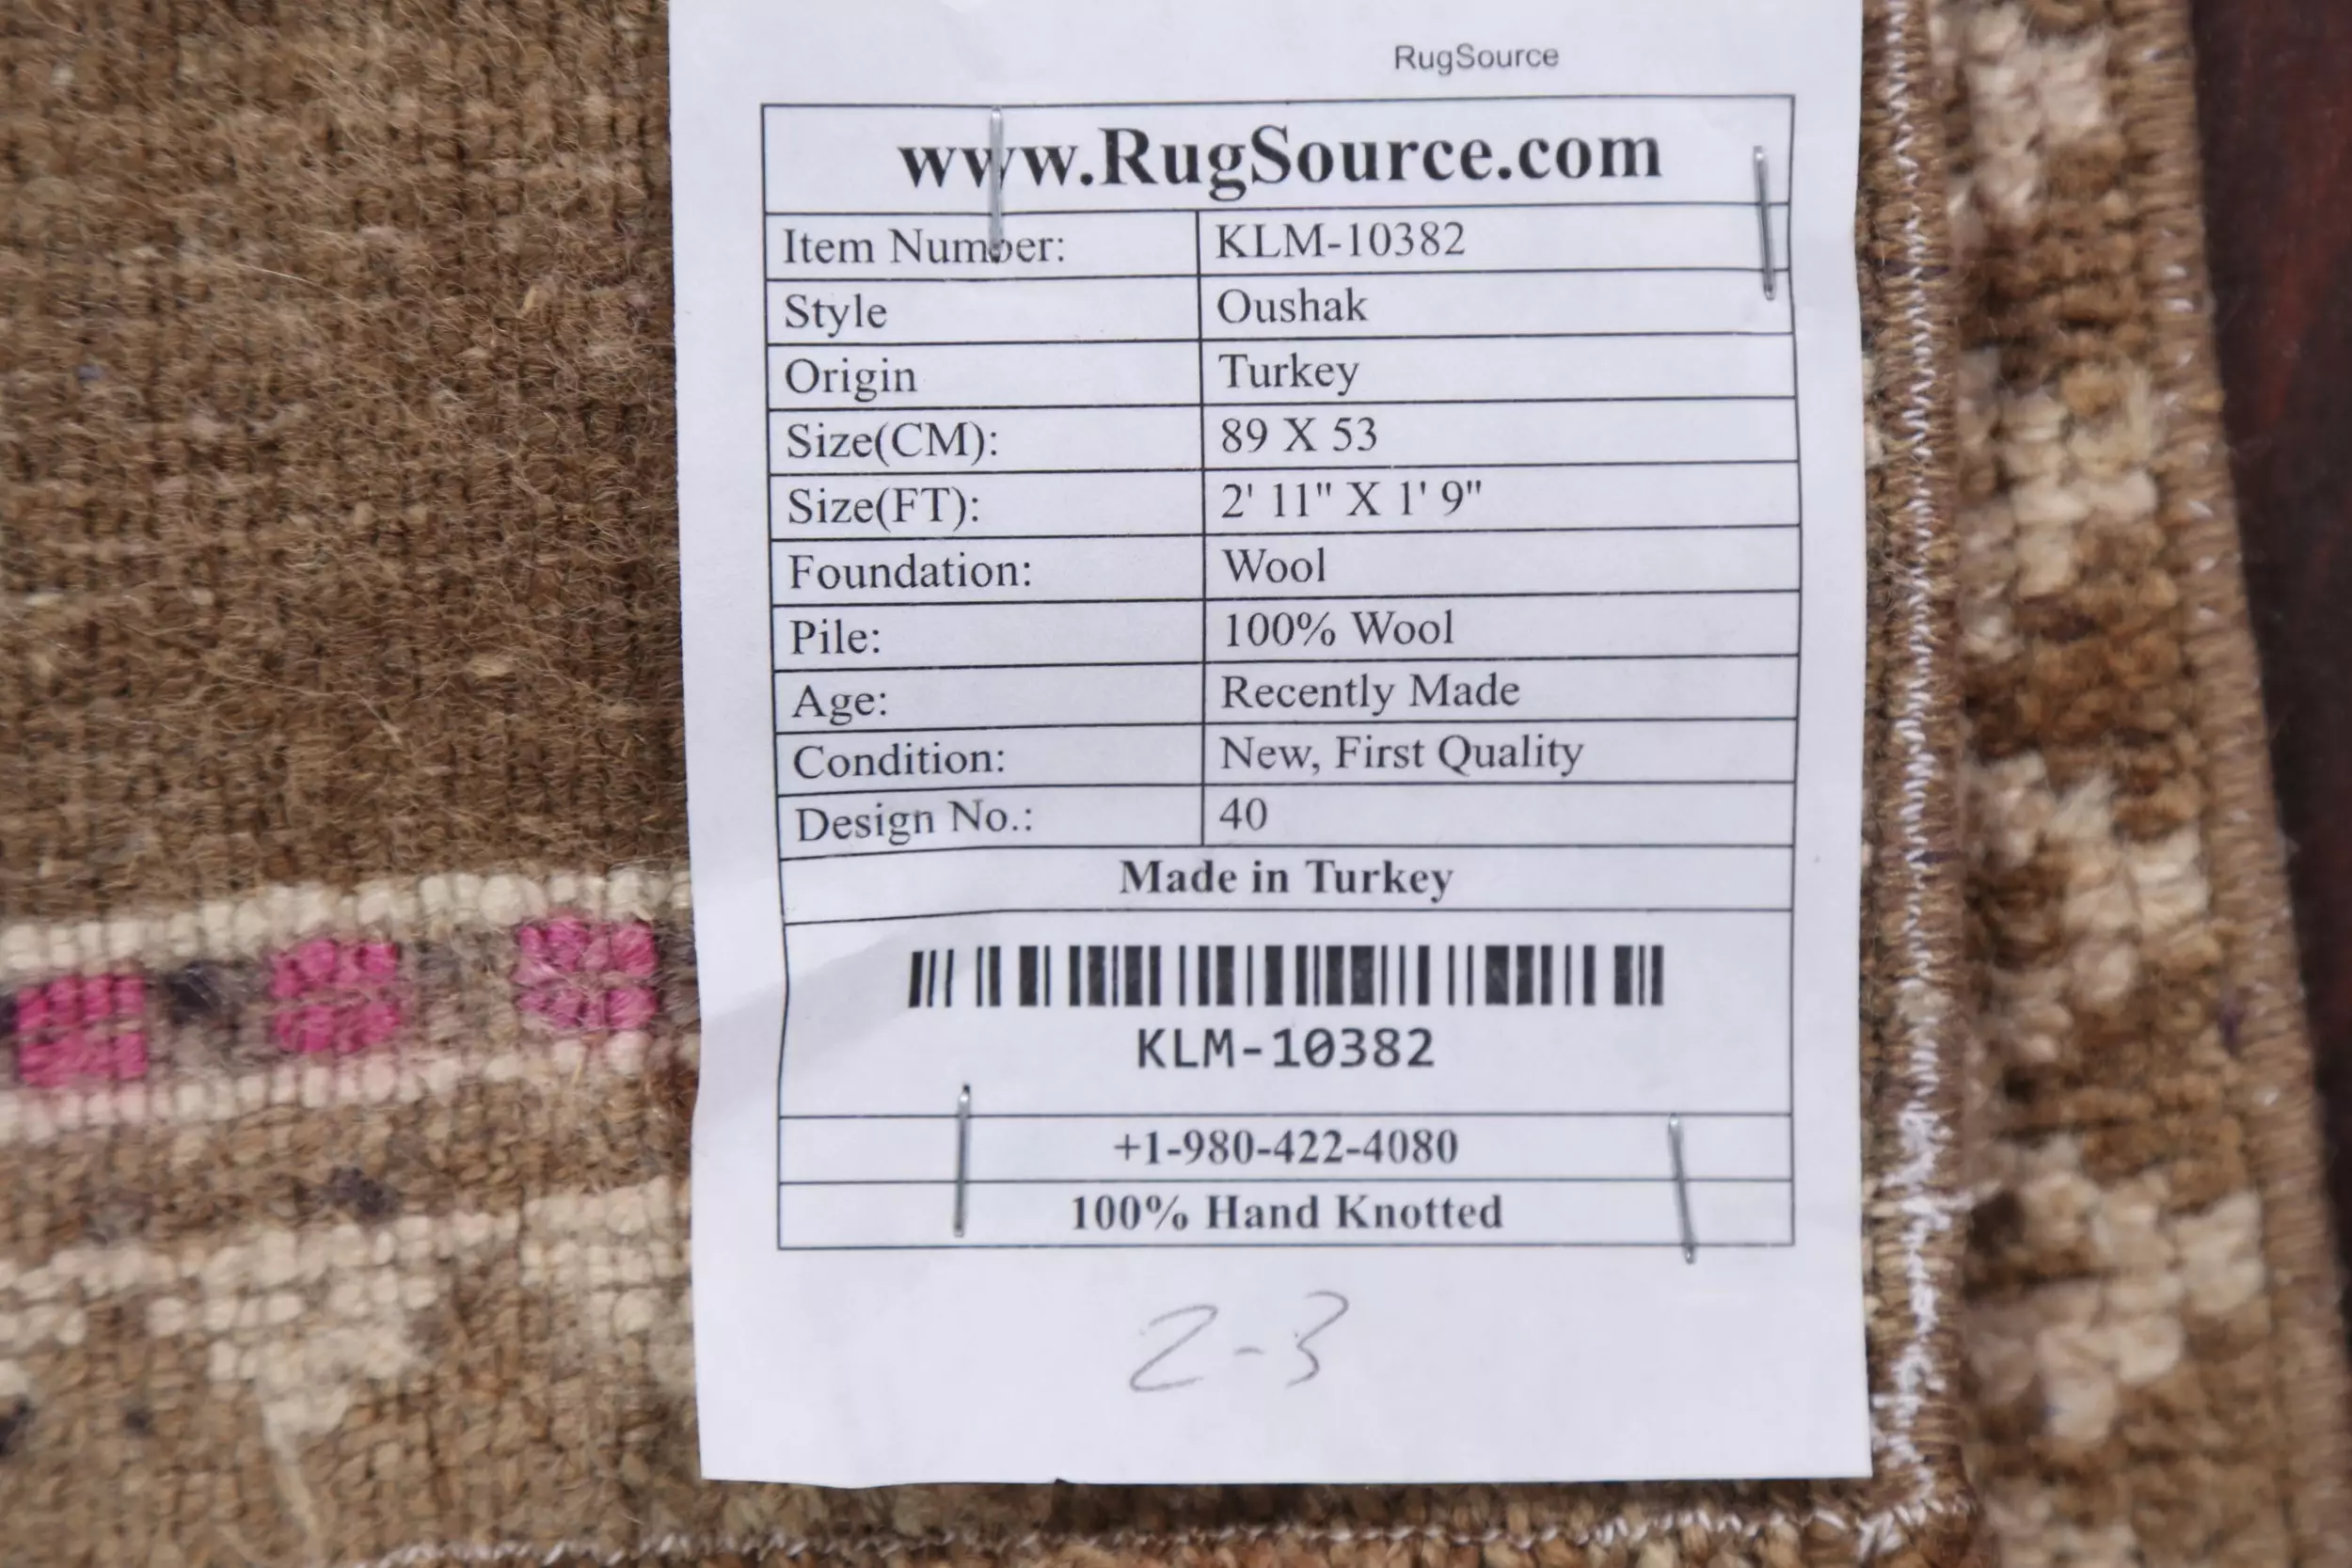 RugSource
www.RugSource.com
Item Number: KLM-10382
Style Oushak
Origin Turkey
Size(CM): 89 X 53
Size(FT): 2' 11" X 1' 9"
Foundation: Wool
Pile: 100% Wool
Age: Recently Made
Condition: New, First Quality
Design No.: 40
Made in Turkey
KLM-10382
+1-980-422-4080
100% Hand Knotted
2-3